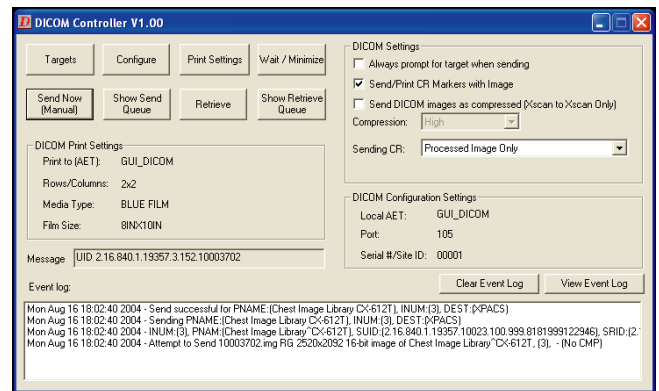 DICOM Controller V1.00
Targets
Configure
Print Settings
Wait / Minimize
Send Now
(Manual)
Show Send
Queue
Retrieve
Show Retrieve
Queue
DICOM Settings
Always prompt for target when sending
Send/Print CR Markers with Image
Send DICOM images as compressed (Xscan to Xscan Only)
Compression: High
Sending CR: Processed Image Only
DICOM Print Settings
Print to (AET): GUI_DICOM
Rows/Columns: 2x2
Media Type: BLUE FILM
Film Size: 8INX10IN
DICOM Configuration Settings
Local AET: GUI_DICOM
Port: 105
Serial #/Site ID: 00001
Message UID 2.16.840.1.19357.3.152.10003702
Clear Event Log
View Event Log
Event log:
Mon Aug 16 18:02:40 2004 - Send successful for PNAME:(Chest Image Library CX-612T), INUM:(3), DEST:(XPACS)
Mon Aug 16 18:02:40 2004 - Sending PNAME:(Chest Image Library CX-612T), INUM:(3), DEST:(XPACS)
Mon Aug 16 18:02:40 2004 - INUM:(3), PNAM:(Chest Image Library^CX-612T), SUID:(2.16.840.1.19357.10023.100.999.8181999122946), SRID:(2.
Mon Aug 16 18:02:40 2004 - Attempt to Send 10003702.img RG 2520x2092 16-bit image of Chest Image Library^CX-612T, (3), - (No CMP)